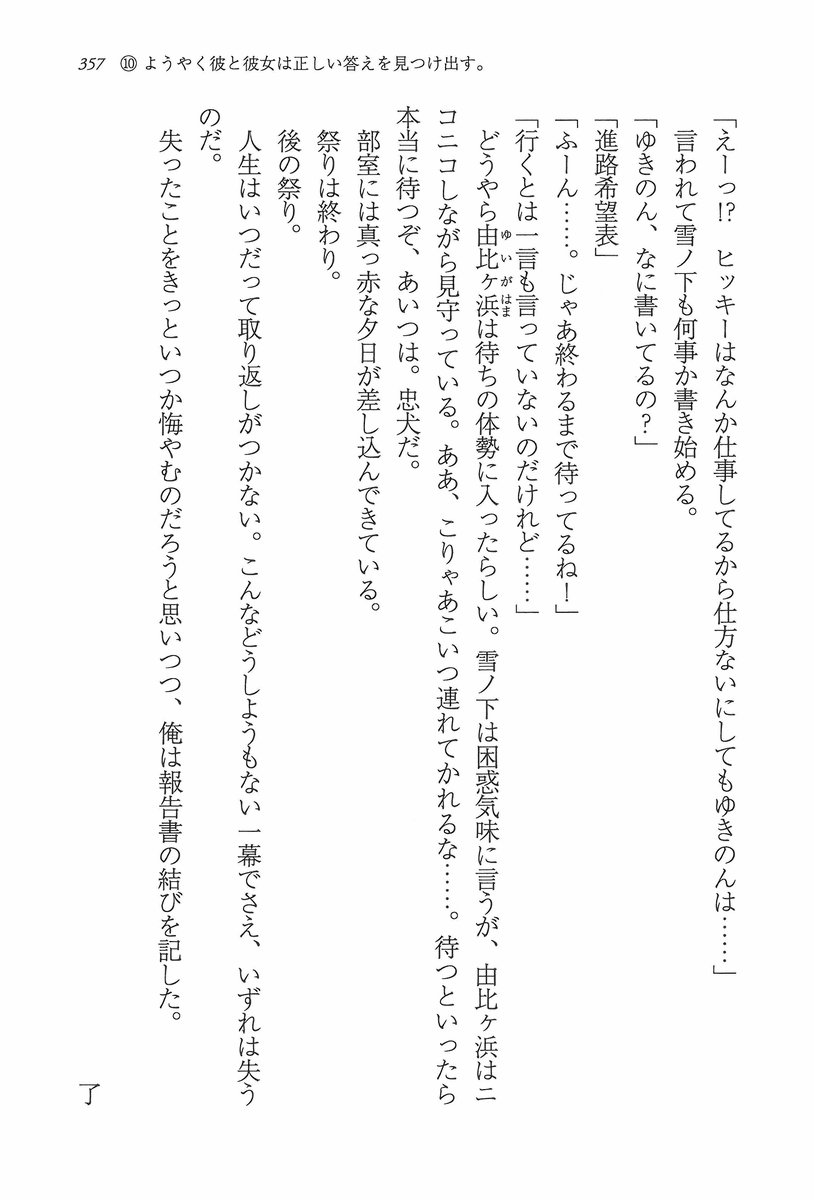 357 ⑩ ようやく彼と彼女は正しい答えを見つけ出す。
「えーっ!? ヒッキーはなんか仕事してるから仕方ないにしてもゆきのんは……」
言われて雪ノ下も何事か書き始める。
「ゆきのん、なに書いてるの？」
「進路希望表」
「ふーん……。じゃあ終わるまで待ってるね！」
「行くとは一言も言っていないのだけれど……」
どうやら由比ヶ浜は待ちの体勢に入ったらしい。雪ノ下は困惑気味に言うが、由比ヶ浜はニ
ゆいがはま
コニコしながら見守っている。ああ、こりゃあこいつ連れてかれるな……。待つといったら
本当に待つぞ、あいつは。忠犬だ。
部室には真っ赤な夕日が差し込んできている。
祭りは終わり。
後の祭り。
人生はいつだって取り返しがつかない。こんなどうしようもない一幕でさえ、いずれは失う
のだ。
失ったことをきっといつか悔やむのだろうと思いつつ、俺は報告書の結びを記した。
了